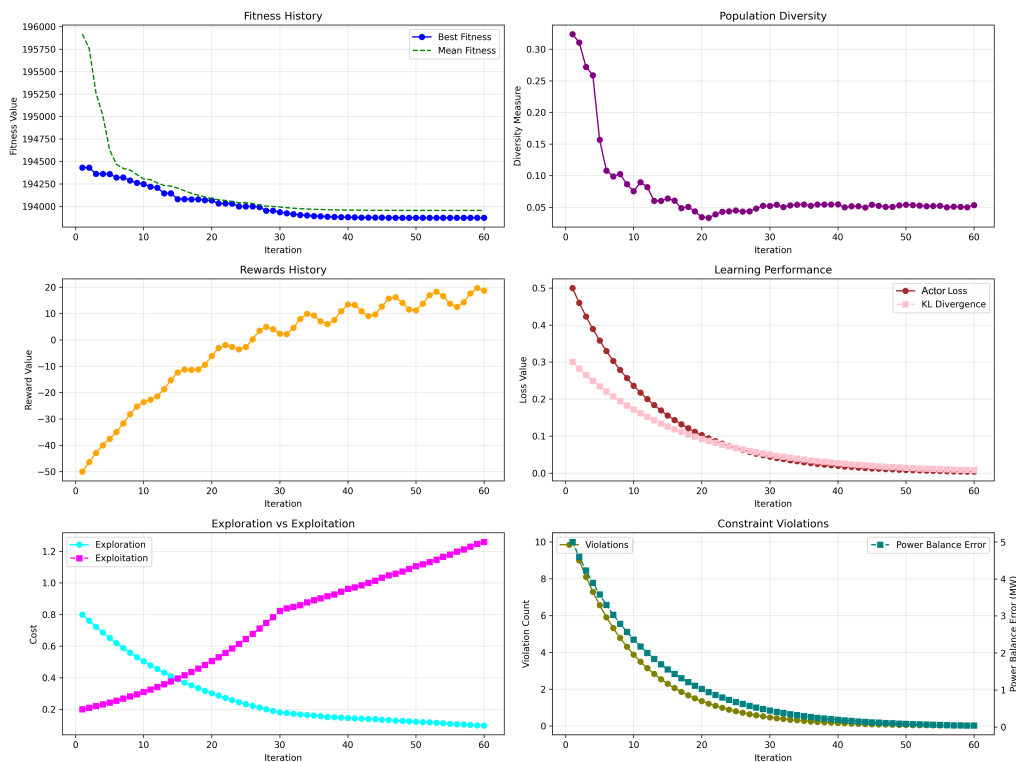 Fitness History
196000
195750
195500
195250
195000
194750
194500
194250
194000
Fitness Value
Best Fitness
Mean Fitness
0 10 20 30 40 50 60
Iteration
Population Diversity
0.30
0.25
0.20
0.15
0.10
0.05
Diversity Measure
0 10 20 30 40 50 60
Iteration
Rewards History
20
10
0
−10
−20
−30
−40
−50
Reward Value
0 10 20 30 40 50 60
Iteration
Learning Performance
0.5
0.4
0.3
0.2
0.1
0.0
Loss Value
Actor Loss
KL Divergence
0 10 20 30 40 50 60
Iteration
Exploration vs Exploitation
1.2
1.0
0.8
0.6
0.4
0.2
Cost
Exploration
Exploitation
0 10 20 30 40 50 60
Iteration
Constraint Violations
10
8
6
4
2
0
Violation Count
Violations
Power Balance Error
5
4
3
2
1
0
Power Balance Error (MW)
0 10 20 30 40 50 60
Iteration